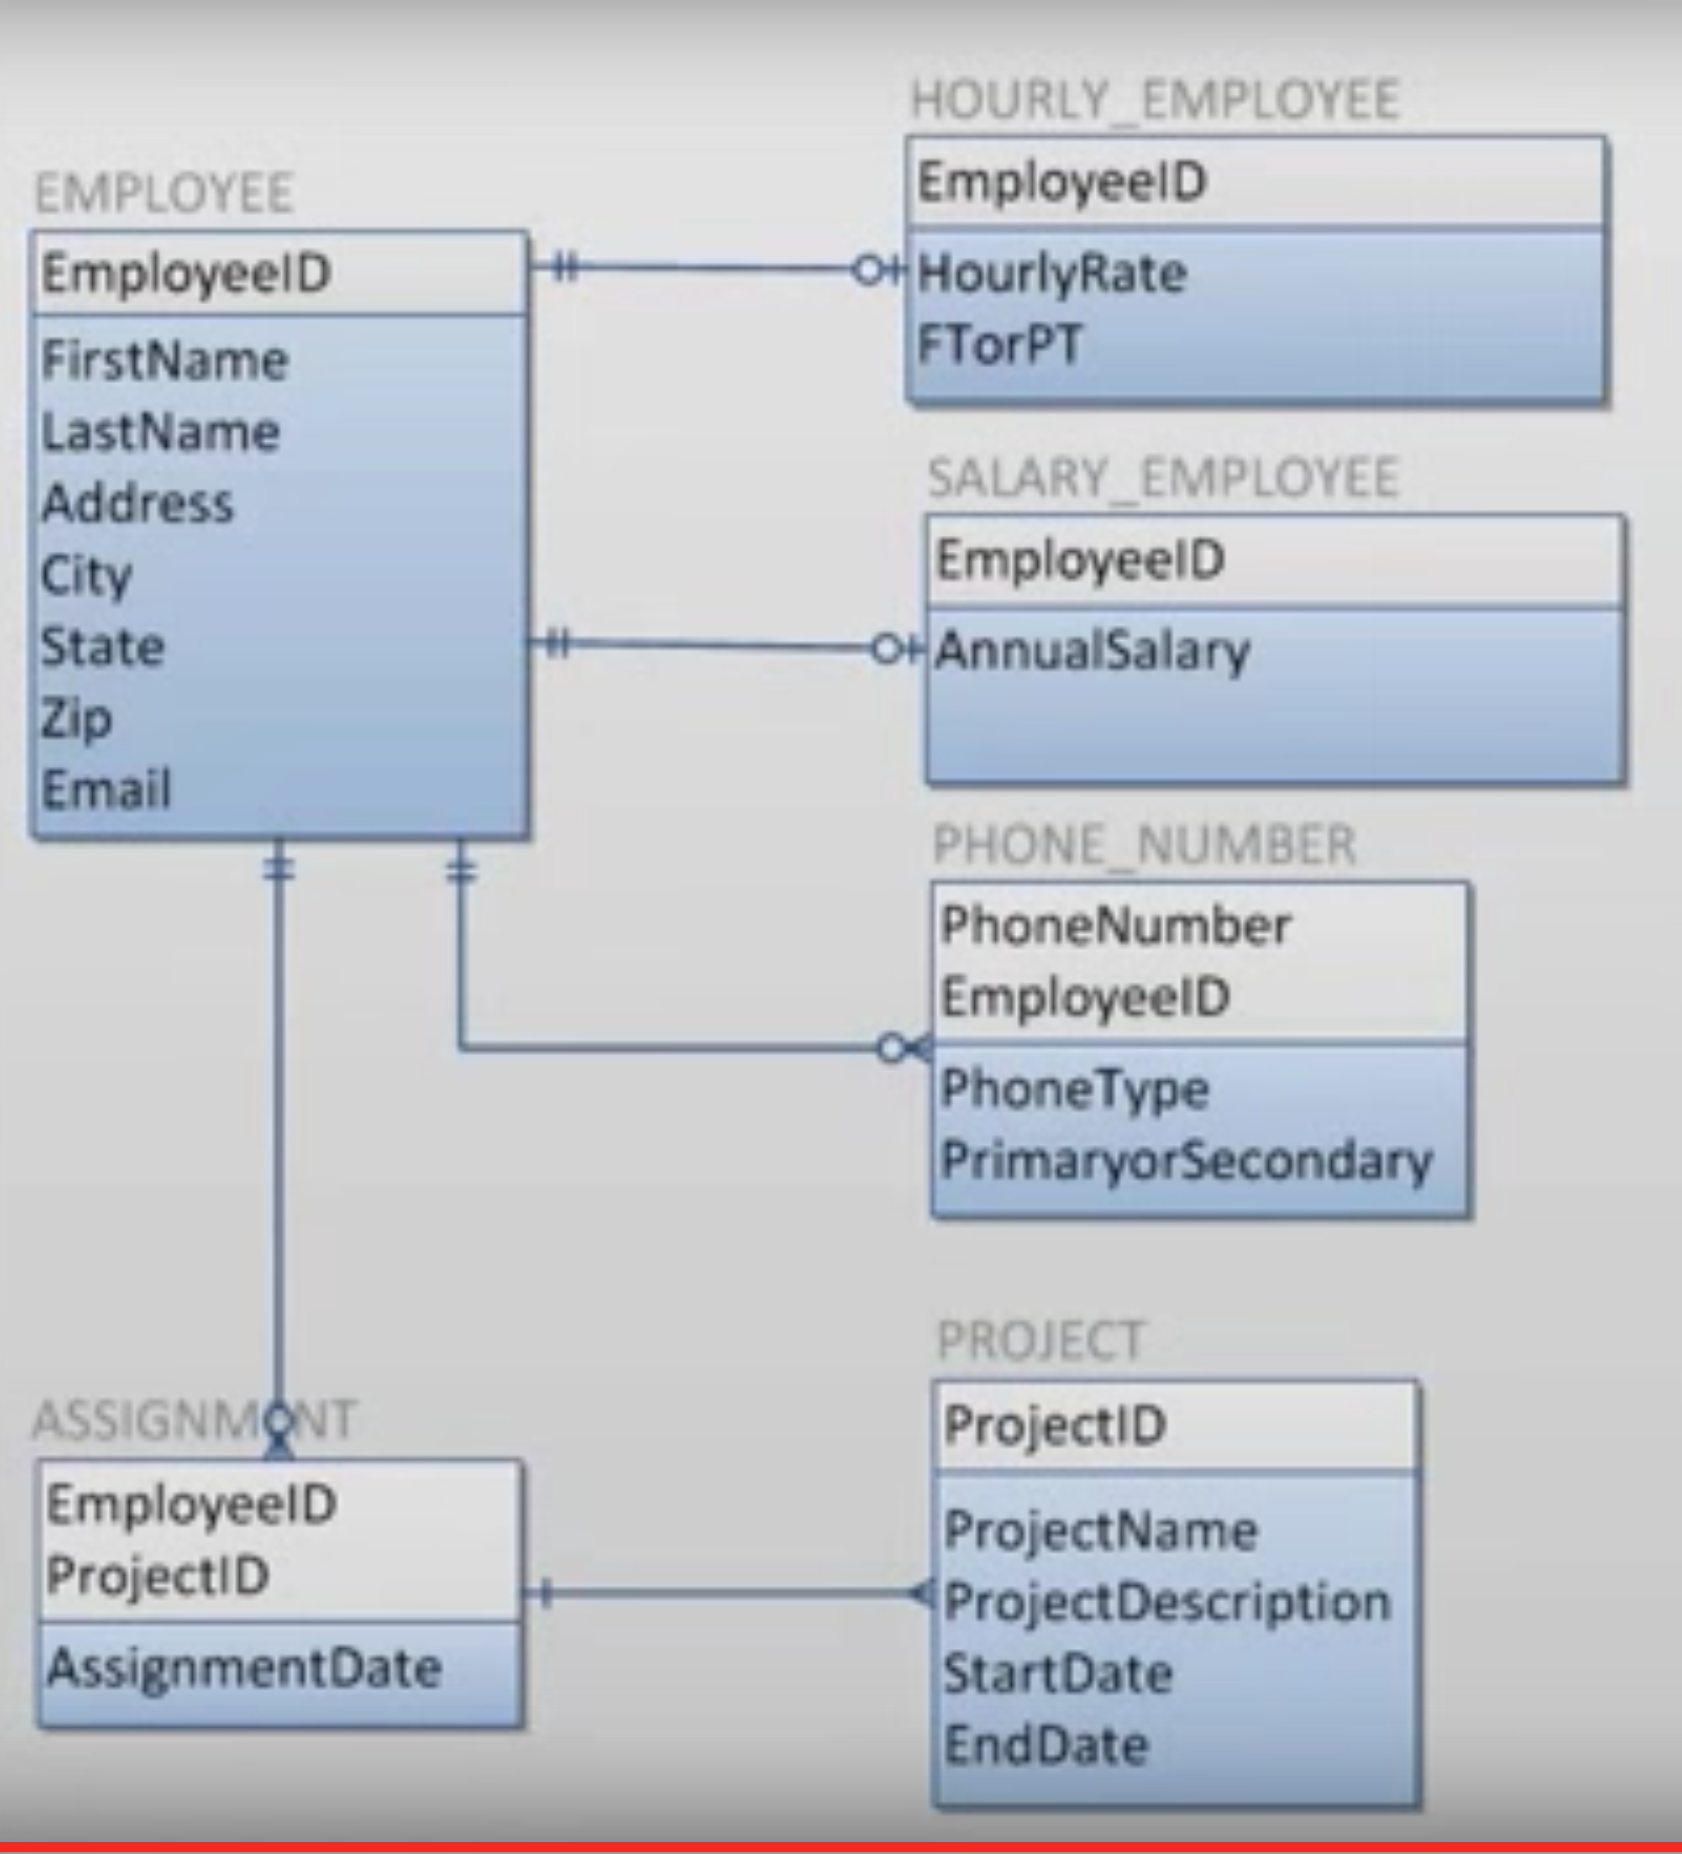 EMPLOYEE
EmployeeID
FirstName
LastName
Address
City
State
Zip
Email
HOURLY_EMPLOYEE
EmployeeID
HourlyRate
FTorPT
SALARY_EMPLOYEE
EmployeeID
AnnualSalary
PHONE_NUMBER
PhoneNumber
EmployeeID
PhoneType
PrimaryorSecondary
ASSIGNMENT
EmployeeID
ProjectID
AssignmentDate
PROJECT
ProjectID
ProjectName
ProjectDescription
StartDate
EndDate